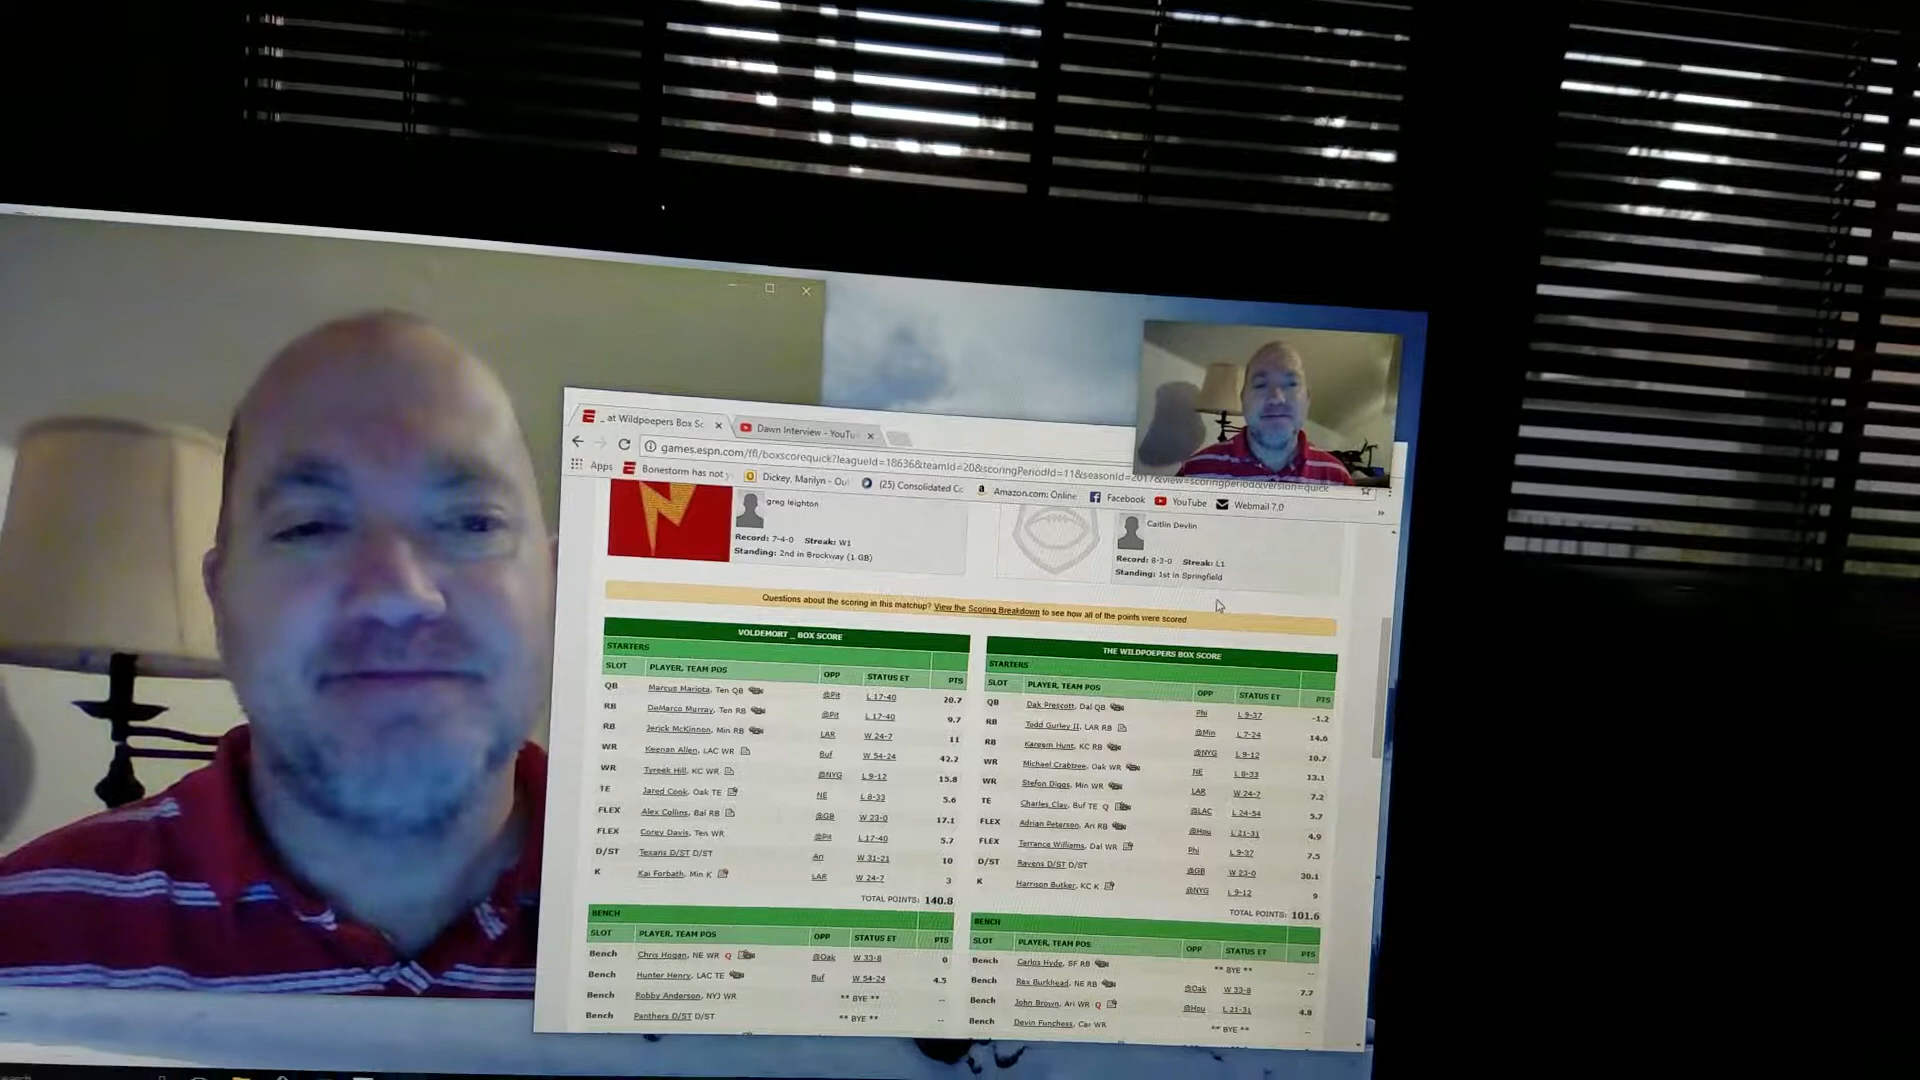 _ at Wildpoepers Box Sc
Dawn Interview - YouTu
games.espn.com/ffl/boxscorequick?leagueId=18636&teamId=20&scoringPeriodId=11&seasonId=2017&view=scoringperiod&version=quick
Apps Bonestorm has not y Dickey, Marilyn - Ou (25) Consolidated Cc Amazon.com: Online Facebook YouTube Webmail 7.0
greg leighton
Record: 7-4-0 Streak: W1
Standing: 2nd in Brockway (1 GB)
Caitlin Devlin
Record: 8-3-0 Streak: L1
Standing: 1st in Springfield
Questions about the scoring in this matchup? View the Scoring Breakdown to see how all of the points were scored
VOLDEMORT _ BOX SCORE
STARTERS
SLOT PLAYER, TEAM POS OPP STATUS ET PTS
QB Marcus Mariota, Ten QB @Pit L 17-40 20.7
RB DeMarco Murray, Ten RB @Pit L 17-40 9.7
RB Jerick McKinnon, Min RB LAR W 24-7 11
WR Keenan Allen, LAC WR Buf W 54-24 42.2
WR Tyreek Hill, KC WR @NYG L 9-12 15.8
TE Jared Cook, Oak TE NE L 8-33 5.6
FLEX Alex Collins, Bal RB @GB W 23-0 17.1
FLEX Corey Davis, Ten WR @Pit L 17-40 5.7
D/ST Texans D/ST D/ST Ari W 31-21 10
K Kai Forbath, Min K LAR W 24-7 3
TOTAL POINTS: 140.8
BENCH
SLOT PLAYER, TEAM POS OPP STATUS ET PTS
Bench Chris Hogan, NE WR Q @Oak W 33-8 0
Bench Hunter Henry, LAC TE Buf W 54-24 4.5
Bench Robby Anderson, NYJ WR ** BYE ** --
Bench Panthers D/ST D/ST ** BYE ** --
THE WILDPOEPERS BOX SCORE
STARTERS
SLOT PLAYER, TEAM POS OPP STATUS ET PTS
QB Dak Prescott, Dal QB Phi L 9-37 -1.2
RB Todd Gurley II, LAR RB @Min L 7-24 14.6
RB Kareem Hunt, KC RB @NYG L 9-12 10.7
WR Michael Crabtree, Oak WR NE L 8-33 13.1
WR Stefon Diggs, Min WR LAR W 24-7 7.2
TE Charles Clay, Buf TE Q @LAC L 24-54 5.7
FLEX Adrian Peterson, Ari RB @Hou L 21-31 4.9
FLEX Terrance Williams, Dal WR Phi L 9-37 7.5
D/ST Ravens D/ST D/ST @GB W 23-0 30.1
K Harrison Butker, KC K @NYG L 9-12 9
TOTAL POINTS: 101.6
BENCH
SLOT PLAYER, TEAM POS OPP STATUS ET PTS
Bench Carlos Hyde, SF RB ** BYE ** --
Bench Rex Burkhead, NE RB @Oak W 33-8 7.7
Bench John Brown, Ari WR Q @Hou L 21-31 4.8
Bench Devin Funchess, Car WR ** BYE ** --